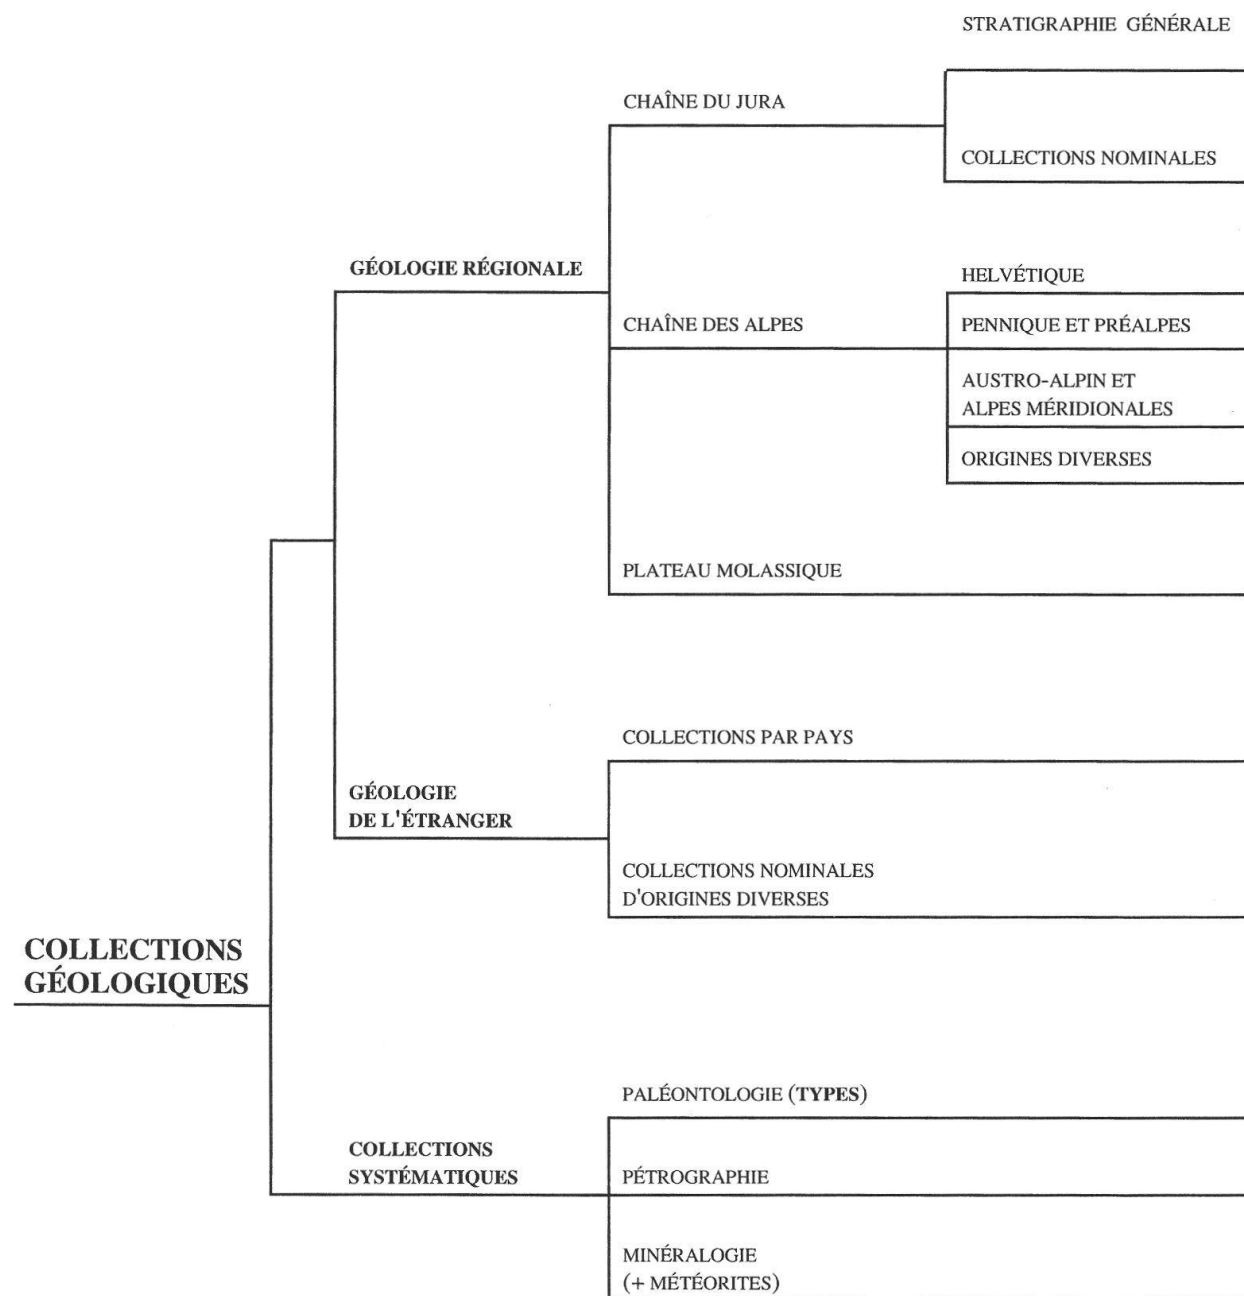 STRATIGRAPHIE GÉNÉRALE
CHAÎNE DU JURA
COLLECTIONS NOMINALES
GÉOLOGIE RÉGIONALE
HELVÉTIQUE
CHAÎNE DES ALPES
PENNIQUE ET PRÉALPES
AUSTRO-ALPIN ET
ALPES MÉRIDIONALES
ORIGINES DIVERSES
PLATEAU MOLASSIQUE
COLLECTIONS PAR PAYS
GÉOLOGIE
DE L'ÉTRANGER
COLLECTIONS NOMINALES
D'ORIGINES DIVERSES
COLLECTIONS
GÉOLOGIQUES
PALÉONTOLOGIE (TYPES)
COLLECTIONS
SYSTÉMATIQUES
PÉTROGRAPHIE
MINÉRALOGIE
(+ MÉTÉORITES)